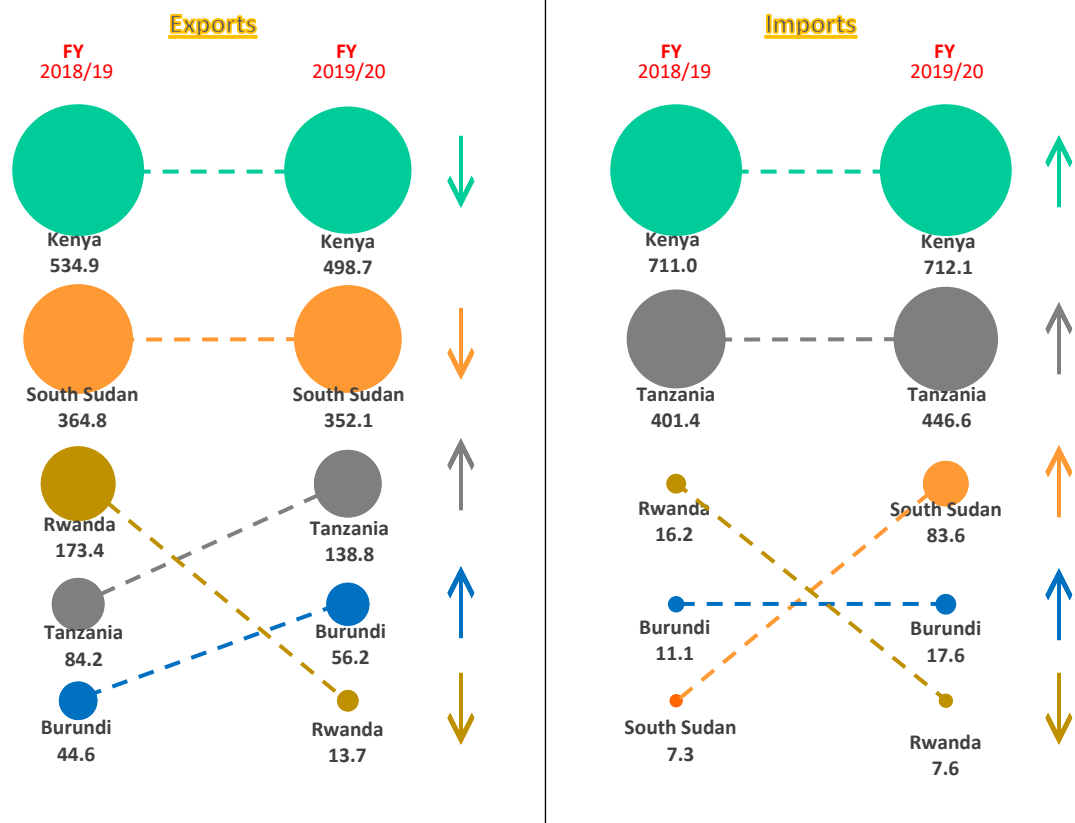 Exports
FY
2018/19
FY
2019/20
Kenya
534.9
Kenya
498.7
South Sudan
364.8
South Sudan
352.1
Rwanda
173.4
Tanzania
138.8
Tanzania
84.2
Burundi
56.2
Burundi
44.6
Rwanda
13.7
Imports
FY
2018/19
FY
2019/20
Kenya
711.0
Kenya
712.1
Tanzania
401.4
Tanzania
446.6
Rwanda
16.2
South Sudan
83.6
Burundi
11.1
Burundi
17.6
South Sudan
7.3
Rwanda
7.6